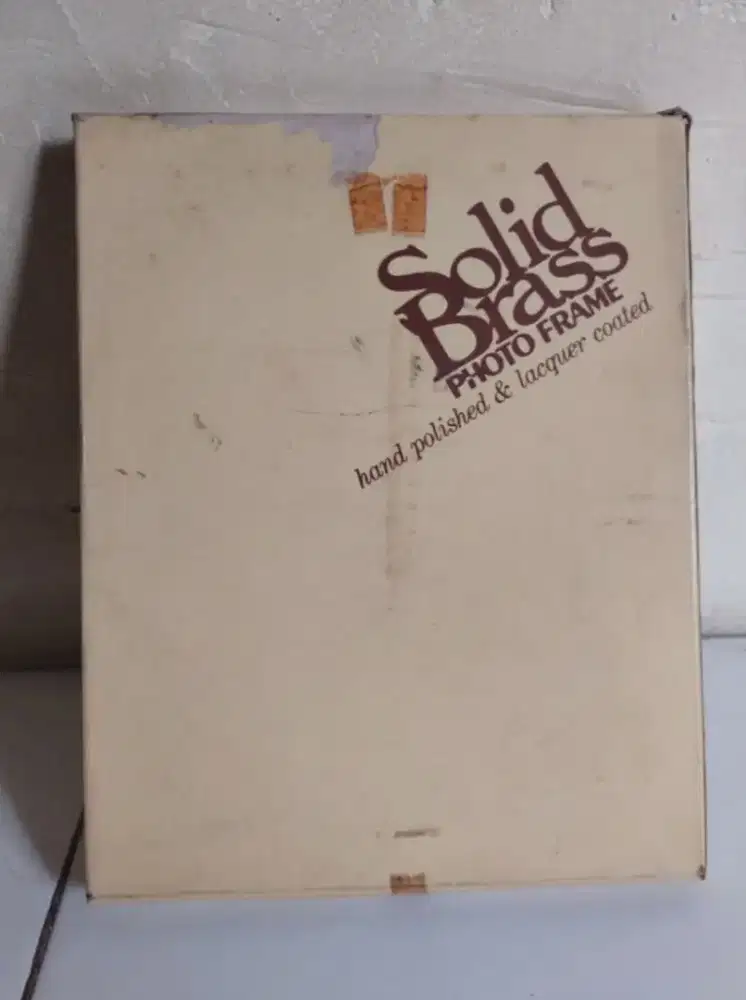 Solid
Brass
PHOTO FRAME
hand polished & lacquer coated